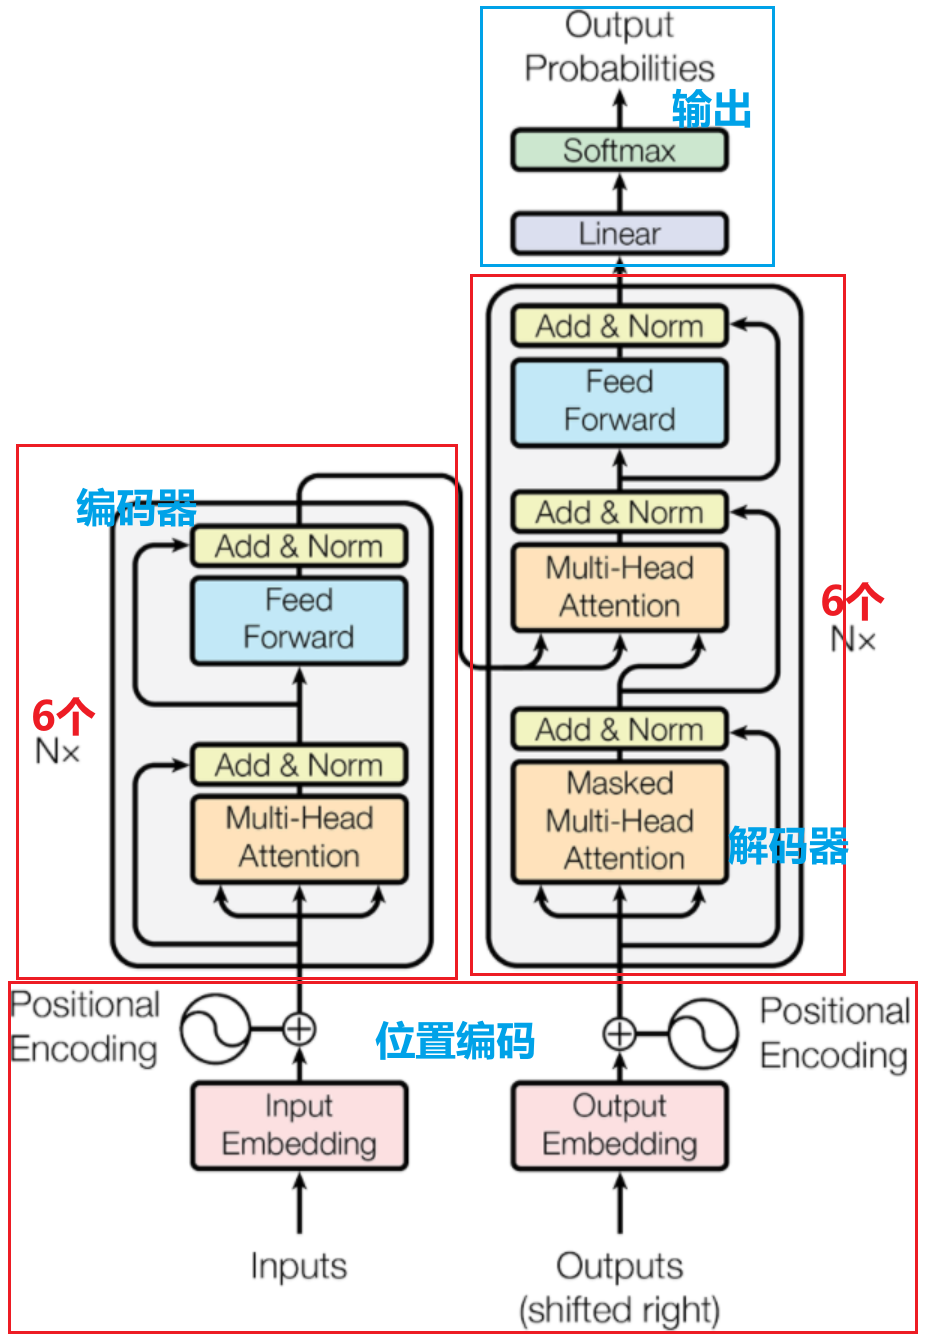 Output
Probabilities
输出
Softmax
Linear
Add & Norm
Feed
Forward
Add & Norm
Multi-Head
Attention
6个
N×
Add & Norm
Masked
Multi-Head
Attention
解码器
编码器
Add & Norm
Feed
Forward
6个
N×
Add & Norm
Multi-Head
Attention
Positional
Encoding
位置编码
Positional
Encoding
Input
Embedding
Output
Embedding
Inputs
Outputs
(shifted right)